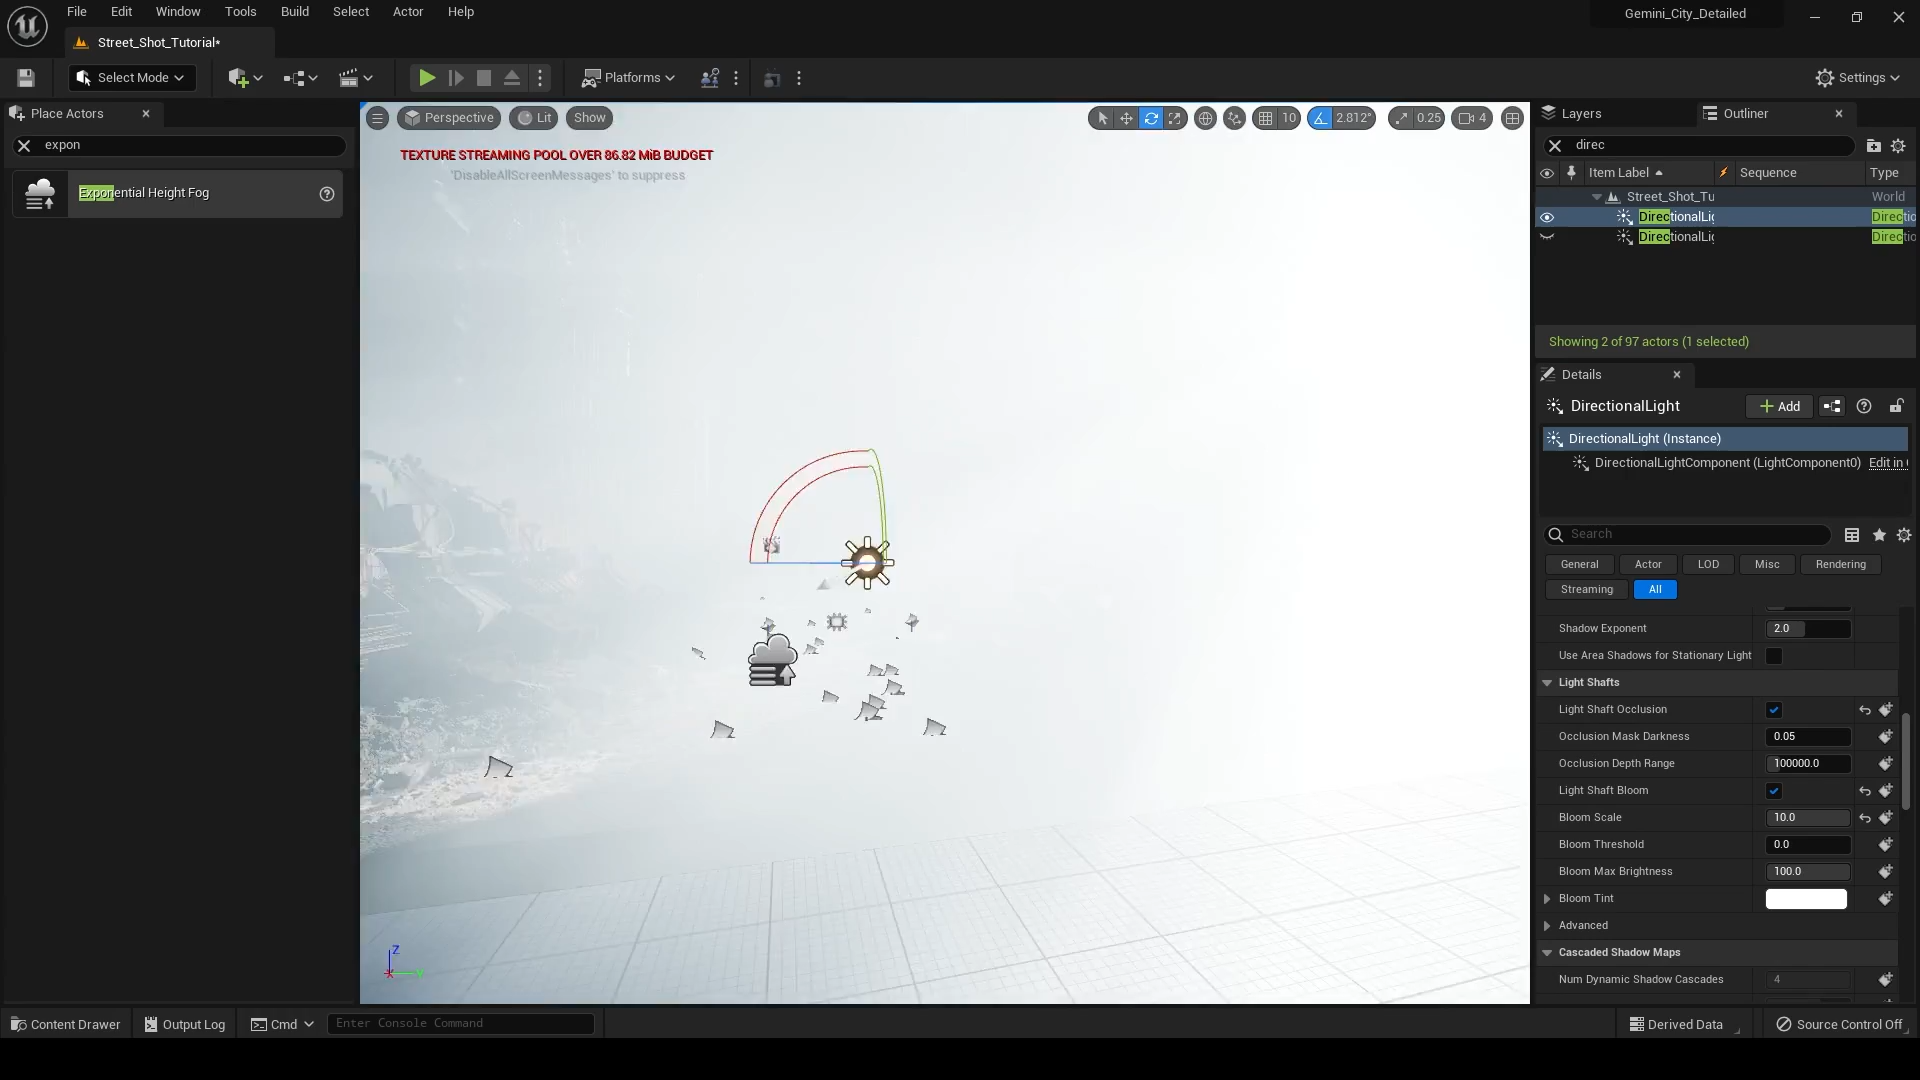 File Edit Window Tools Build Select Actor Help
Gemini_City_Detailed
Street_Shot_Tutorial*
Select Mode
Platforms
Settings
Place Actors
expon
Exponential Height Fog
Perspective
Lit
Show
10
2.812°
0.25
4
TEXTURE STREAMING POOL OVER 86.82 MiB BUDGET
'DisableAllScreenMessages' to suppress
Z
Y
X
Layers
Outliner
direc
Item Label
Sequence
Type
Street_Shot_Tu
World
DirectionalLig
Directio
DirectionalLig
Directio
Showing 2 of 97 actors (1 selected)
Details
DirectionalLight
Add
DirectionalLight (Instance)
DirectionalLightComponent (LightComponent0)
Edit in
Search
General
Actor
LOD
Misc
Rendering
Streaming
All
Shadow Exponent
2.0
Use Area Shadows for Stationary Light
Light Shafts
Light Shaft Occlusion
Occlusion Mask Darkness
0.05
Occlusion Depth Range
100000.0
Light Shaft Bloom
Bloom Scale
10.0
Bloom Threshold
0.0
Bloom Max Brightness
100.0
Bloom Tint
Advanced
Cascaded Shadow Maps
Num Dynamic Shadow Cascades
4
Content Drawer
Output Log
Cmd
Enter Console Command
Derived Data
Source Control Off